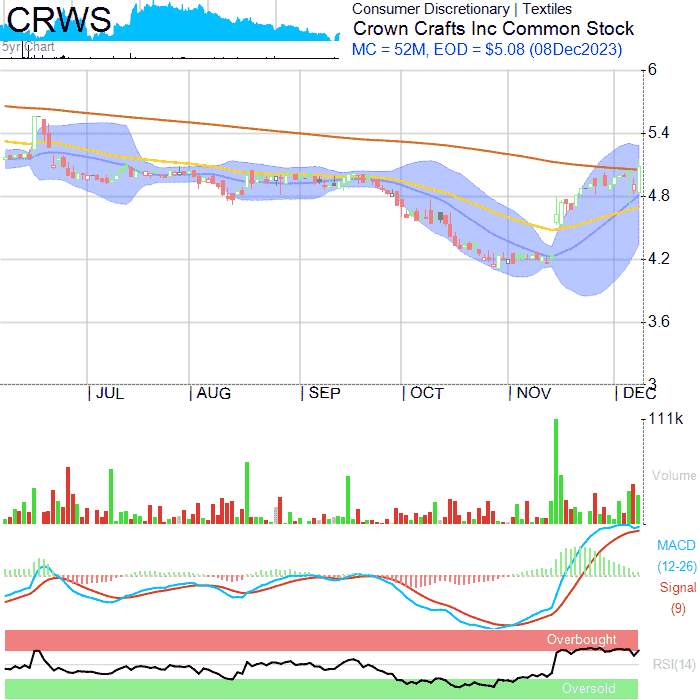 CRWS
5yr Chart
Consumer Discretionary | Textiles
Crown Crafts Inc Common Stock
MC = 52M, EOD = $5.08 (08Dec2023)
6
5.4
4.8
4.2
3.6
3
JUL AUG SEP OCT NOV DEC
111k
Volume
MACD
(12-26)
Signal
(9)
Overbought
RSI(14)
Oversold